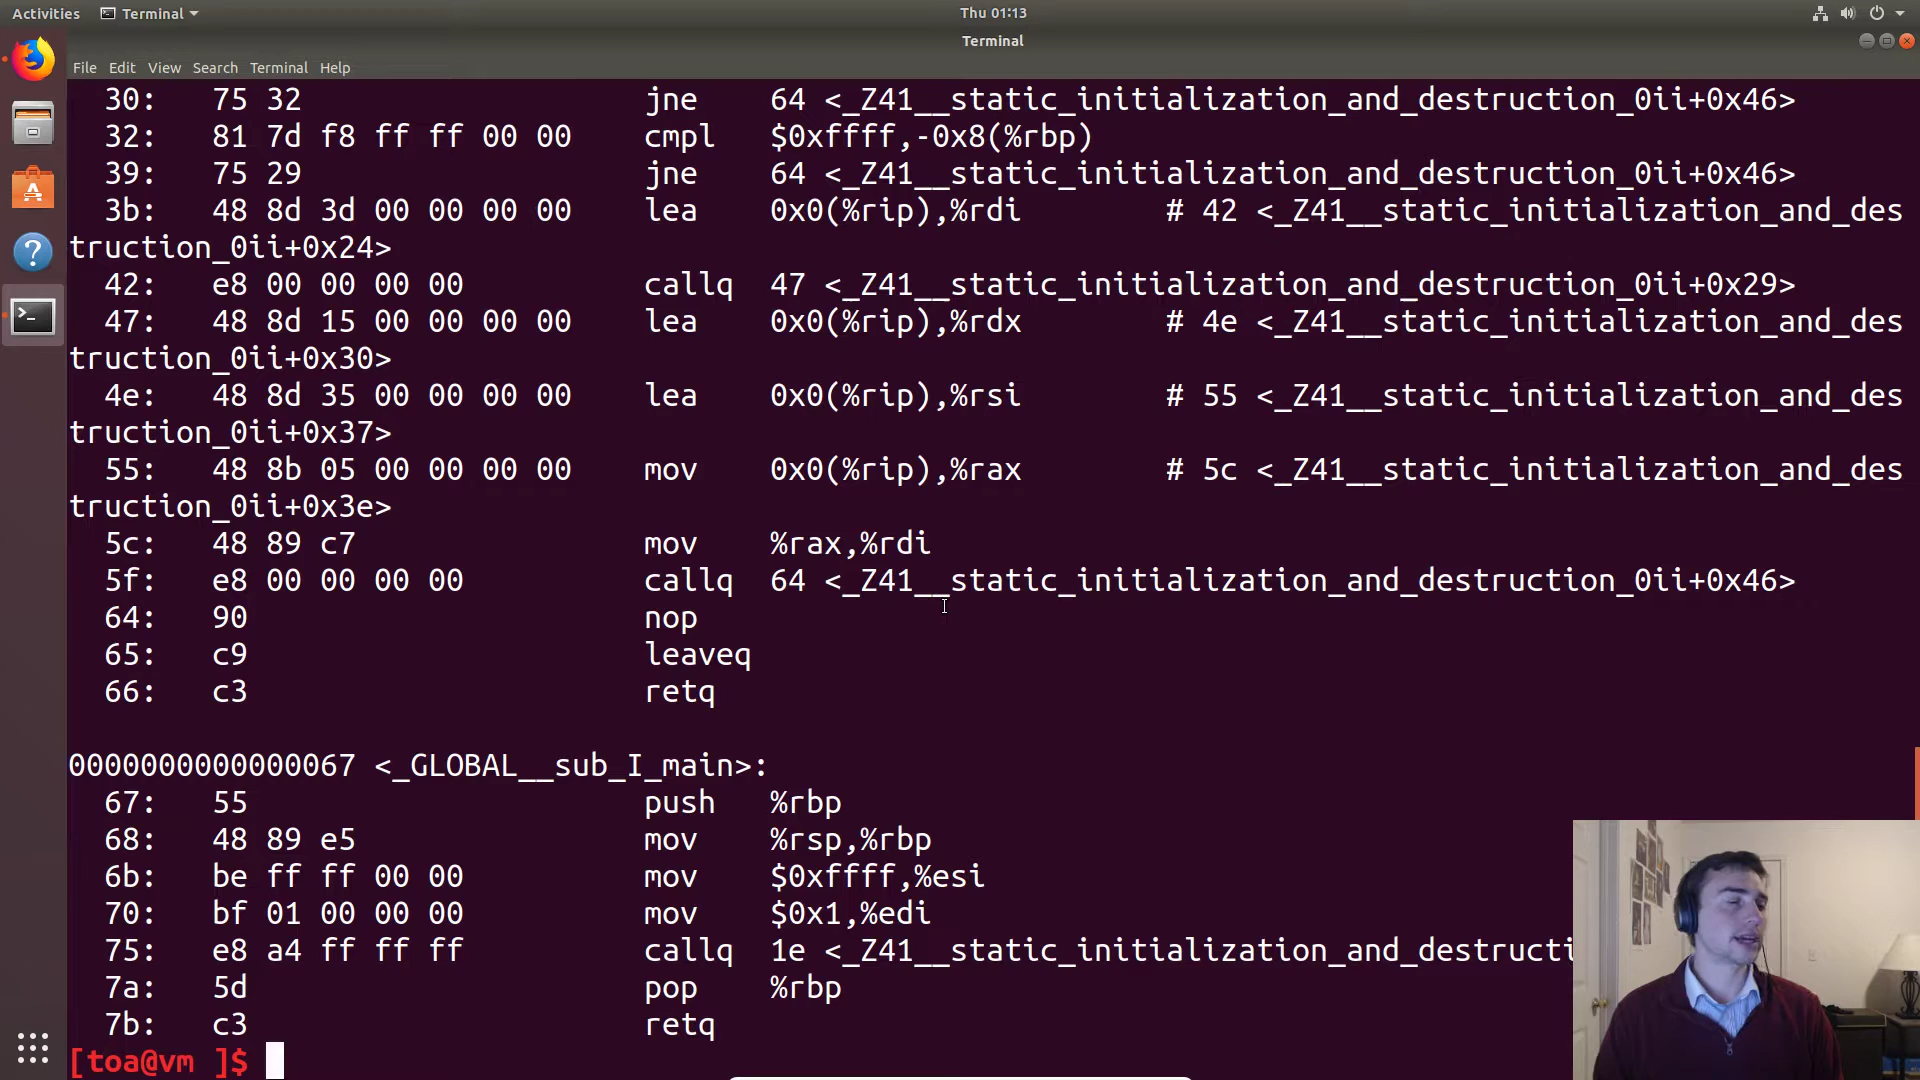 Activities Terminal Thu 01:13
Terminal
File Edit View Search Terminal Help
30: 75 32 jne 64 <_Z41__static_initialization_and_destruction_0ii+0x46>
32: 81 7d f8 ff ff 00 00 cmpl $0xffff,-0x8(%rbp)
39: 75 29 jne 64 <_Z41__static_initialization_and_destruction_0ii+0x46>
3b: 48 8d 3d 00 00 00 00 lea 0x0(%rip),%rdi # 42 <_Z41__static_initialization_and_des
truction_0ii+0x24>
42: e8 00 00 00 00 callq 47 <_Z41__static_initialization_and_destruction_0ii+0x29>
47: 48 8d 15 00 00 00 00 lea 0x0(%rip),%rdx # 4e <_Z41__static_initialization_and_des
truction_0ii+0x30>
4e: 48 8d 35 00 00 00 00 lea 0x0(%rip),%rsi # 55 <_Z41__static_initialization_and_des
truction_0ii+0x37>
55: 48 8b 05 00 00 00 00 mov 0x0(%rip),%rax # 5c <_Z41__static_initialization_and_des
truction_0ii+0x3e>
5c: 48 89 c7 mov %rax,%rdi
5f: e8 00 00 00 00 callq 64 <_Z41__static_initialization_and_destruction_0ii+0x46>
64: 90 nop
65: c9 leaveq
66: c3 retq
0000000000000067 <_GLOBAL__sub_I_main>:
67: 55 push %rbp
68: 48 89 e5 mov %rsp,%rbp
6b: be ff ff 00 00 mov $0xffff,%esi
70: bf 01 00 00 00 mov $0x1,%edi
75: e8 a4 ff ff ff callq 1e <_Z41__static_initialization_and_destructi
7a: 5d pop %rbp
7b: c3 retq
[toa@vm ]$